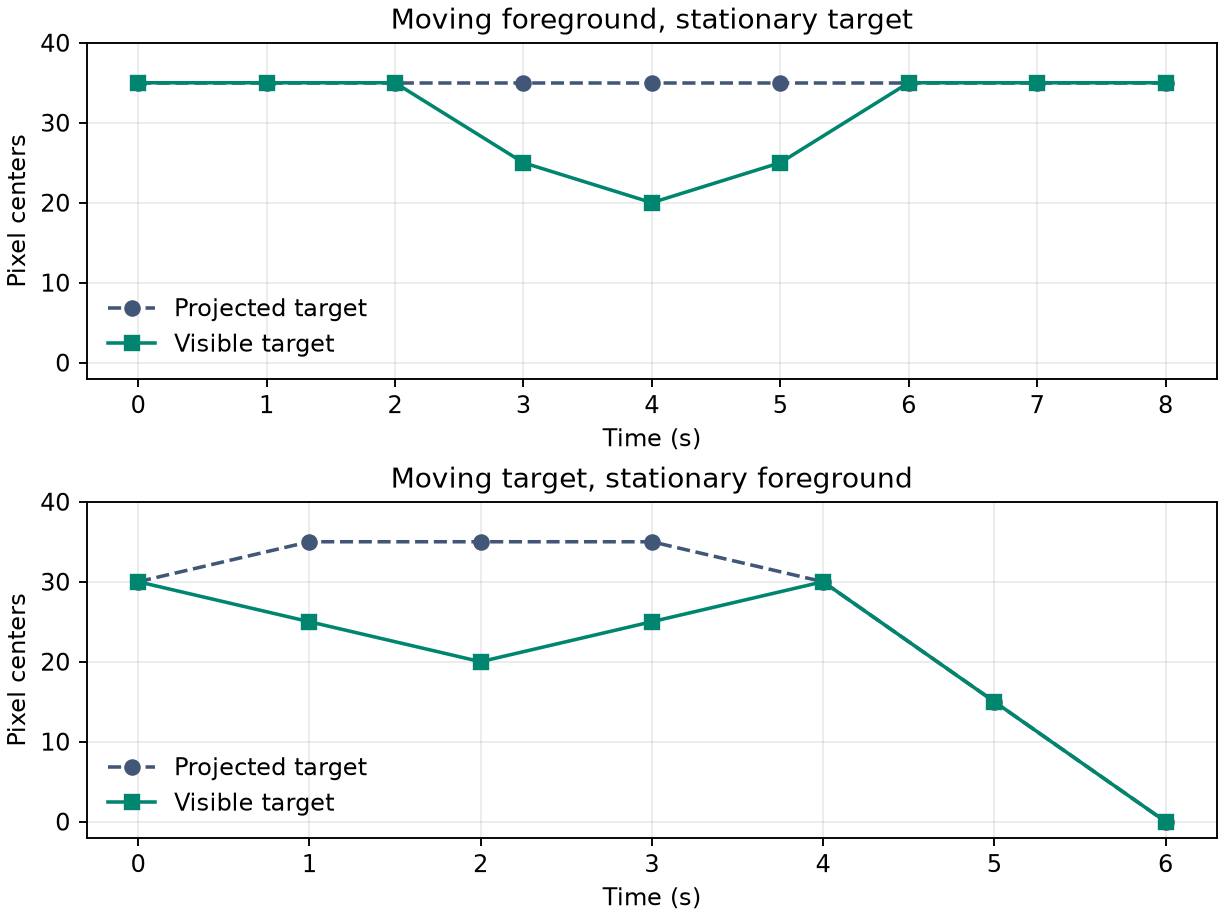 Moving foreground, stationary target
40
30
20
10
0
Pixel centers
Projected target
Visible target
0 1 2 3 4 5 6 7 8
Time (s)
Moving target, stationary foreground
40
30
20
10
0
Pixel centers
Projected target
Visible target
0 1 2 3 4 5 6
Time (s)